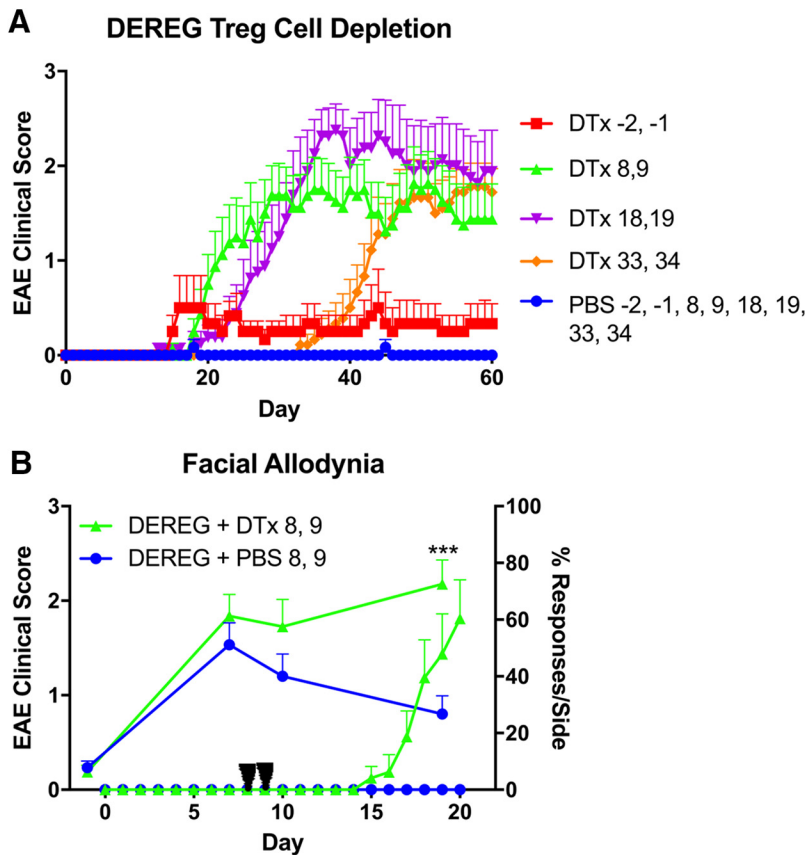 A
DEREG Treg Cell Depletion
3
2
1
0
EAE Clinical Score
0
20
40
60
Day
DTx -2, -1
DTx 8,9
DTx 18,19
DTx 33, 34
PBS -2, -1, 8, 9, 18, 19,
33, 34
B
Facial Allodynia
3
2
1
0
EAE Clinical Score
DEREG + DTx 8, 9
DEREG + PBS 8, 9
***
100
80
60
40
20
0
% Responses/Side
0
5
10
15
20
Day